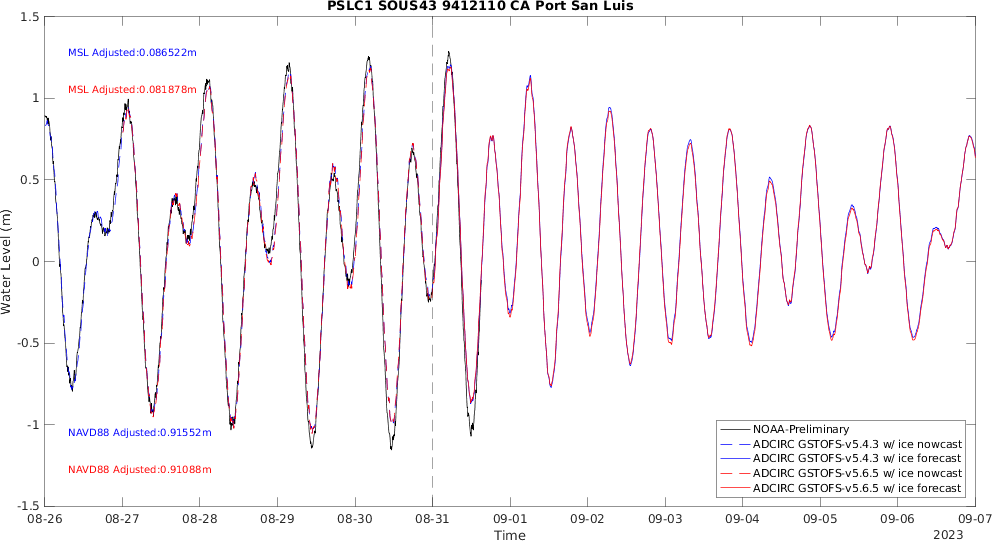 PSLC1 SOUS43 9412110 CA Port San Luis
1.5
1
0.5
0
-0.5
-1
-1.5
Water Level (m)
MSL Adjusted:0.086522m
MSL Adjusted:0.081878m
NAVD88 Adjusted:0.91552m
NAVD88 Adjusted:0.91088m
NOAA-Preliminary
ADCIRC GSTOFS-v5.4.3 w/ ice nowcast
ADCIRC GSTOFS-v5.4.3 w/ ice forecast
ADCIRC GSTOFS-v5.6.5 w/ ice nowcast
ADCIRC GSTOFS-v5.6.5 w/ ice forecast
08-26 08-27 08-28 08-29 08-30 08-31 09-01 09-02 09-03 09-04 09-05 09-06 09-07
Time
2023